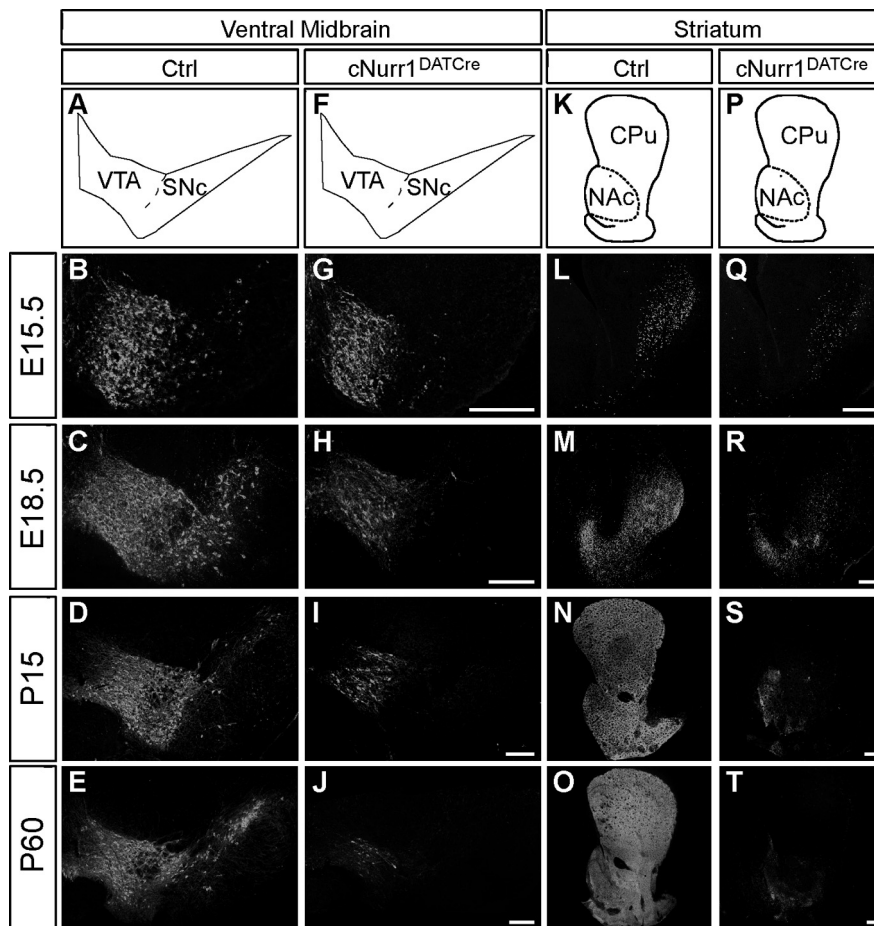 Ventral Midbrain Striatum
Ctrl cNurr1DATCre Ctrl cNurr1DATCre
A F K P
VTA SNc VTA SNc CPu NAc CPu NAc
E15.5 B G L Q
E18.5 C H M R
P15 D I N S
P60 E J O T